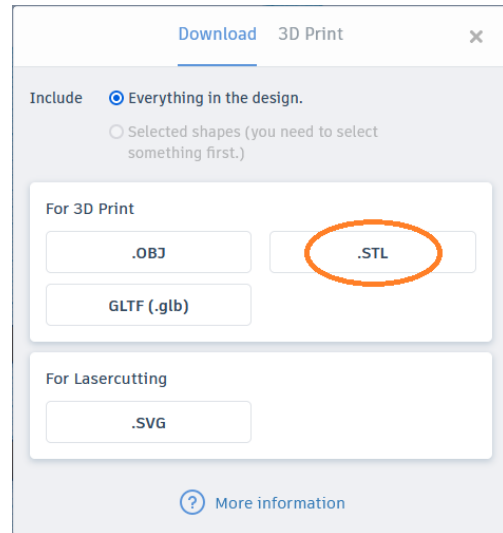 Download 3D Print ×
Include Everything in the design.
Selected shapes (you need to select
something first.)
For 3D Print
.OBJ .STL
GLTF (.glb)
For Lasercutting
.SVG
? More information